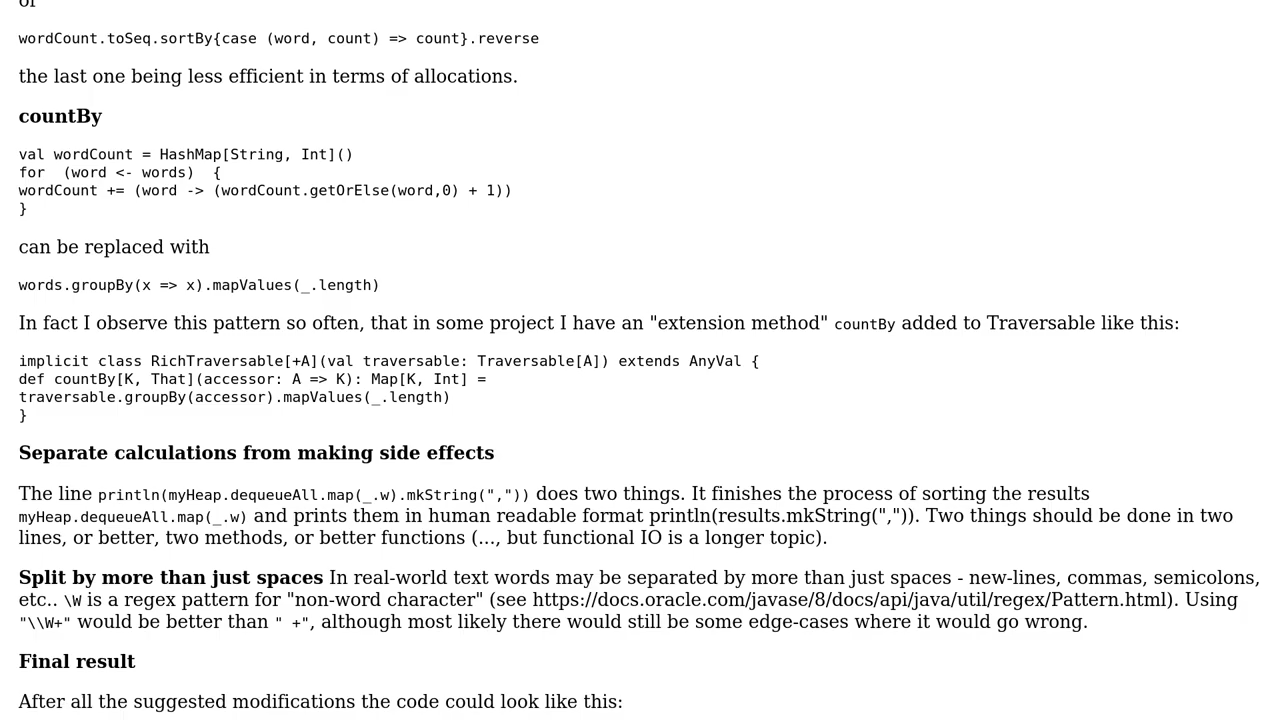 or
wordCount.toSeq.sortBy{case (word, count) => count}.reverse
the last one being less efficient in terms of allocations.
countBy
val wordCount = HashMap[String, Int]()
for  (word <- words)  {
wordCount += (word -> (wordCount.getOrElse(word,0) + 1))
}
can be replaced with
words.groupBy(x => x).mapValues(_.length)
In fact I observe this pattern so often, that in some project I have an "extension method" countBy added to Traversable like this:
implicit class RichTraversable[+A](val traversable: Traversable[A]) extends AnyVal {
def countBy[K, That](accessor: A => K): Map[K, Int] =
traversable.groupBy(accessor).mapValues(_.length)
}
Separate calculations from making side effects
The line println(myHeap.dequeueAll.map(_.w).mkString(",")) does two things. It finishes the process of sorting the results
myHeap.dequeueAll.map(_.w) and prints them in human readable format println(results.mkString(",")). Two things should be done in two
lines, or better, two methods, or better functions (..., but functional IO is a longer topic).
Split by more than just spaces In real-world text words may be separated by more than just spaces - new-lines, commas, semicolons,
etc.. \W is a regex pattern for "non-word character" (see https://docs.oracle.com/javase/8/docs/api/java/util/regex/Pattern.html). Using
"\\W+" would be better than " +", although most likely there would still be some edge-cases where it would go wrong.
Final result
After all the suggested modifications the code could look like this: